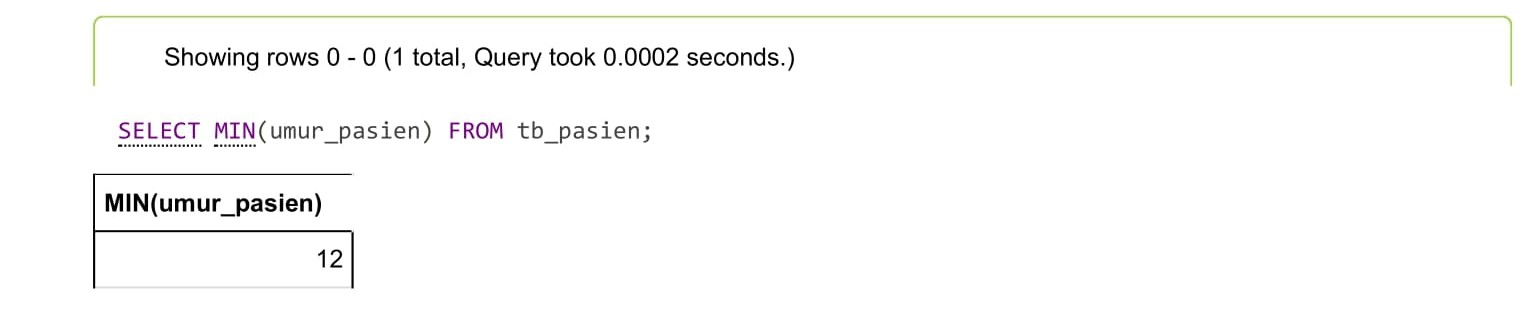 Showing rows 0 - 0 (1 total, Query took 0.0002 seconds.)
SELECT MIN(umur_pasien) FROM tb_pasien;
MIN(umur_pasien)
12